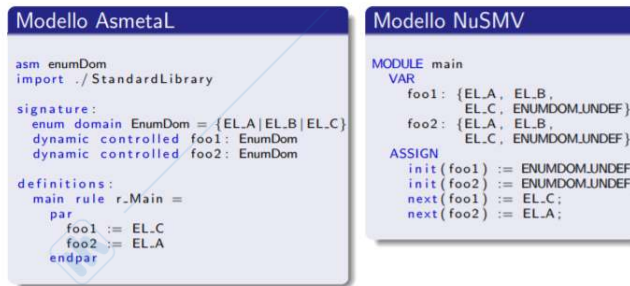 Modello AsmetaL
asm enumDom
import ./StandardLibrary
signature:
enum domain EnumDom = {EL_A|EL_B|EL_C}
dynamic controlled foo1: EnumDom
dynamic controlled foo2: EnumDom
definitions:
main rule r_Main =
par
foo1 := EL_C
foo2 := EL_A
endpar
Modello NuSMV
MODULE main
VAR
foo1: {EL_A, EL_B,
EL_C, ENUMDOM_UNDEF}
foo2: {EL_A, EL_B,
EL_C, ENUMDOM_UNDEF}
ASSIGN
init(foo1) := ENUMDOM_UNDEF
init(foo2) := ENUMDOM_UNDEF
next(foo1) := EL_C;
next(foo2) := EL_A;